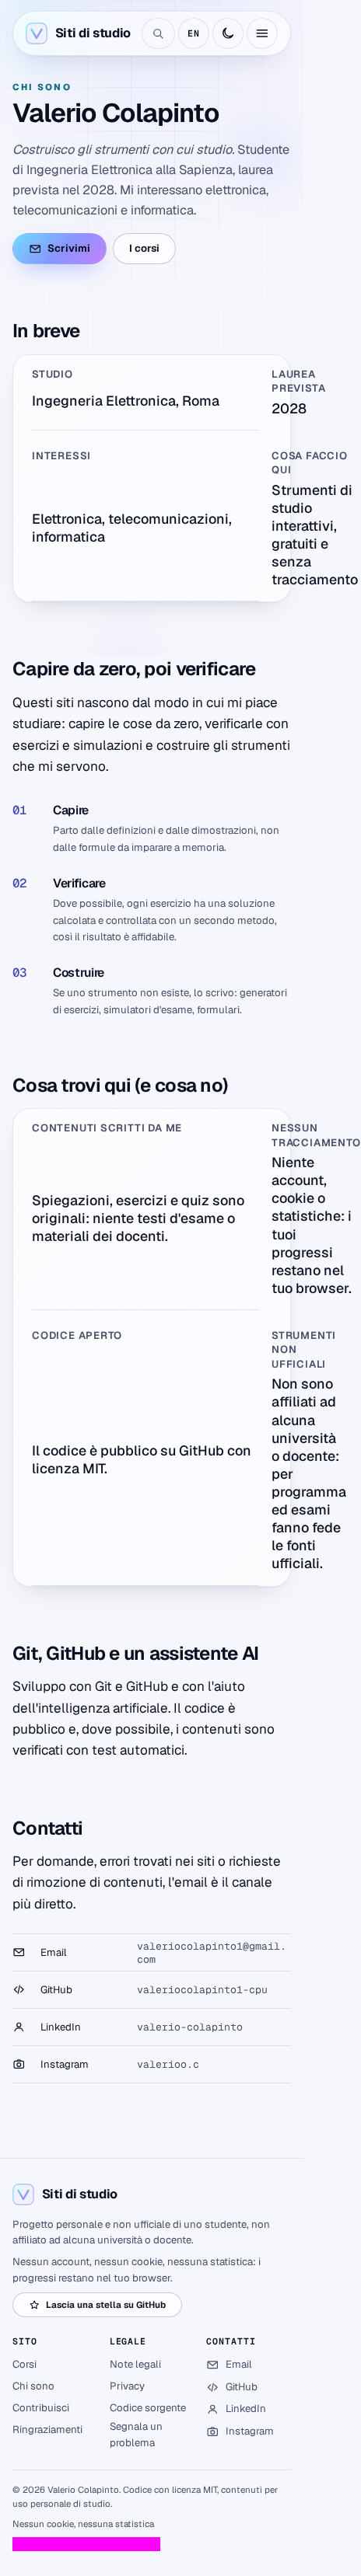 Siti di studio
EN
CHI SONO
Valerio Colapinto
Costruisco gli strumenti con cui studio. Studente
di Ingegneria Elettronica alla Sapienza, laurea
prevista nel 2028. Mi interessano elettronica,
telecomunicazioni e informatica.
Scrivimi
I corsi
In breve
STUDIO
Ingegneria Elettronica, Roma
LAUREA
PREVISTA
2028
INTERESSI
Elettronica, telecomunicazioni,
informatica
COSA FACCIO
QUI
Strumenti di
studio
interattivi,
gratuiti e
senza
tracciamento
Capire da zero, poi verificare
Questi siti nascono dal modo in cui mi piace
studiare: capire le cose da zero, verificarle con
esercizi e simulazioni e costruire gli strumenti
che mi servono.
01
Capire
Parto dalle definizioni e dalle dimostrazioni, non
dalle formule da imparare a memoria.
02
Verificare
Dove possibile, ogni esercizio ha una soluzione
calcolata e controllata con un secondo metodo,
così il risultato è affidabile.
03
Costruire
Se uno strumento non esiste, lo scrivo: generatori
di esercizi, simulatori d'esame, formulari.
Cosa trovi qui (e cosa no)
CONTENUTI SCRITTI DA ME
Spiegazioni, esercizi e quiz sono
originali: niente testi d'esame o
materiali dei docenti.
NESSUN
TRACCIAMENTO
Niente
account,
cookie o
statistiche: i
tuoi
progressi
restano nel
tuo browser.
CODICE APERTO
Il codice è pubblico su GitHub con
licenza MIT.
STRUMENTI
NON
UFFICIALI
Non sono
affiliati ad
alcuna
università
o docente:
per
programma
ed esami
fanno fede
le fonti
ufficiali.
Git, GitHub e un assistente AI
Sviluppo con Git e GitHub e con l'aiuto
dell'intelligenza artificiale. Il codice è
pubblico e, dove possibile, i contenuti sono
verificati con test automatici.
Contatti
Per domande, errori trovati nei siti o richieste
di rimozione di contenuti, l'email è il canale
più diretto.
Email
valeriocolapinto1@gmail.
com
GitHub
valeriocolapinto1-cpu
LinkedIn
valerio-colapinto
Instagram
valerioo.c
Siti di studio
Progetto personale e non ufficiale di uno studente, non
affiliato ad alcuna università o docente.
Nessun account, nessun cookie, nessuna statistica: i
progressi restano nel tuo browser.
Lascia una stella su GitHub
SITO
Corsi
Chi sono
Contribuisci
Ringraziamenti
LEGALE
Note legali
Privacy
Codice sorgente
Segnala un
problema
CONTATTI
Email
GitHub
LinkedIn
Instagram
© 2026 Valerio Colapinto. Codice con licenza MIT, contenuti per
uso personale di studio.
Nessun cookie, nessuna statistica